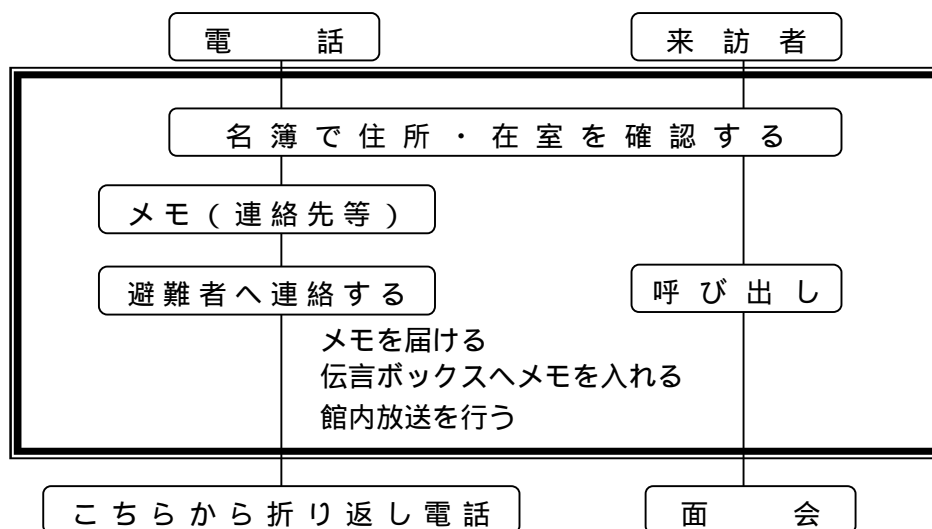 電話
来訪者
名簿で住所・在室を確認する
メモ(連絡先等)
避難者へ連絡する
呼び出し
メモを届ける
伝言ボックスへメモを入れる
館内放送を行う
こちらから折り返し電話
面会